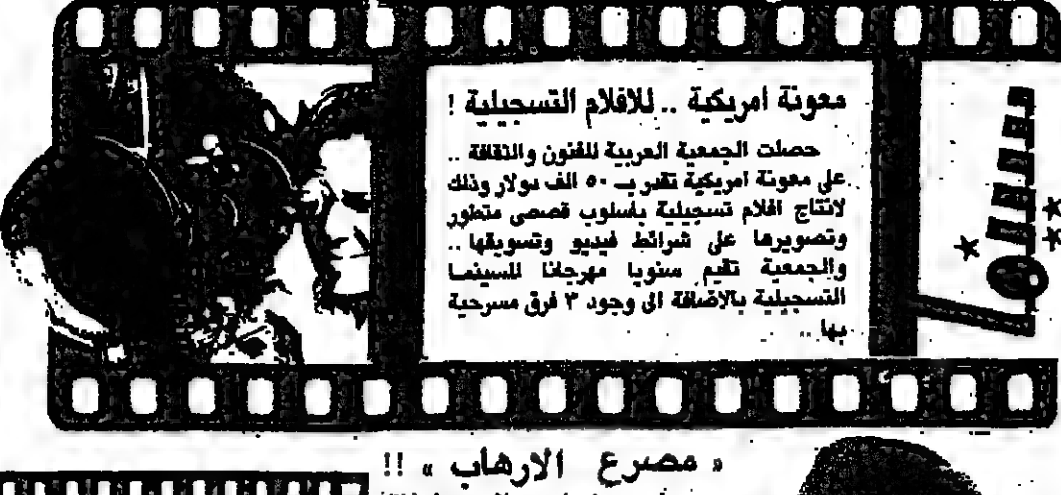 معونة امريكية .. للافلام التسجيلية !
حصلت الجمعية العربية للفنون والثقافة ..
على معونة امريكية تقدر بـ ٥٠ الف دولار وذلك
لانتاج افلام تسجيلية باسلوب قصصى متطور
وتصويرها على شرائط فيديو وتسويقها ..
والجمعية تقيم سنويا مهرجانا للسينما
التسجيلية بالاضافة الى وجود ٣ فرق مسرحية
بها ..
« مصرع الارهاب » !!